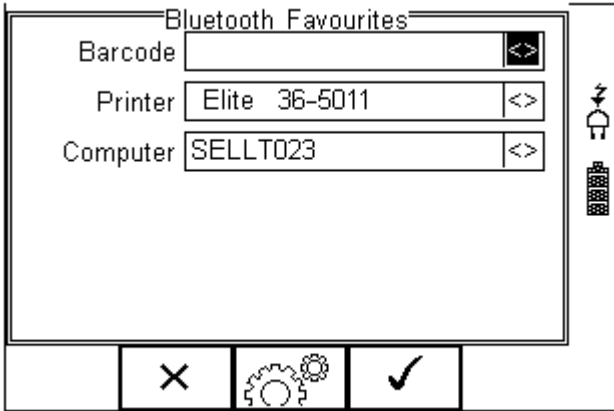 Bluetooth Favourites
Barcode <>
Printer Elite 36-5011 <>
Computer SELLT023 <>